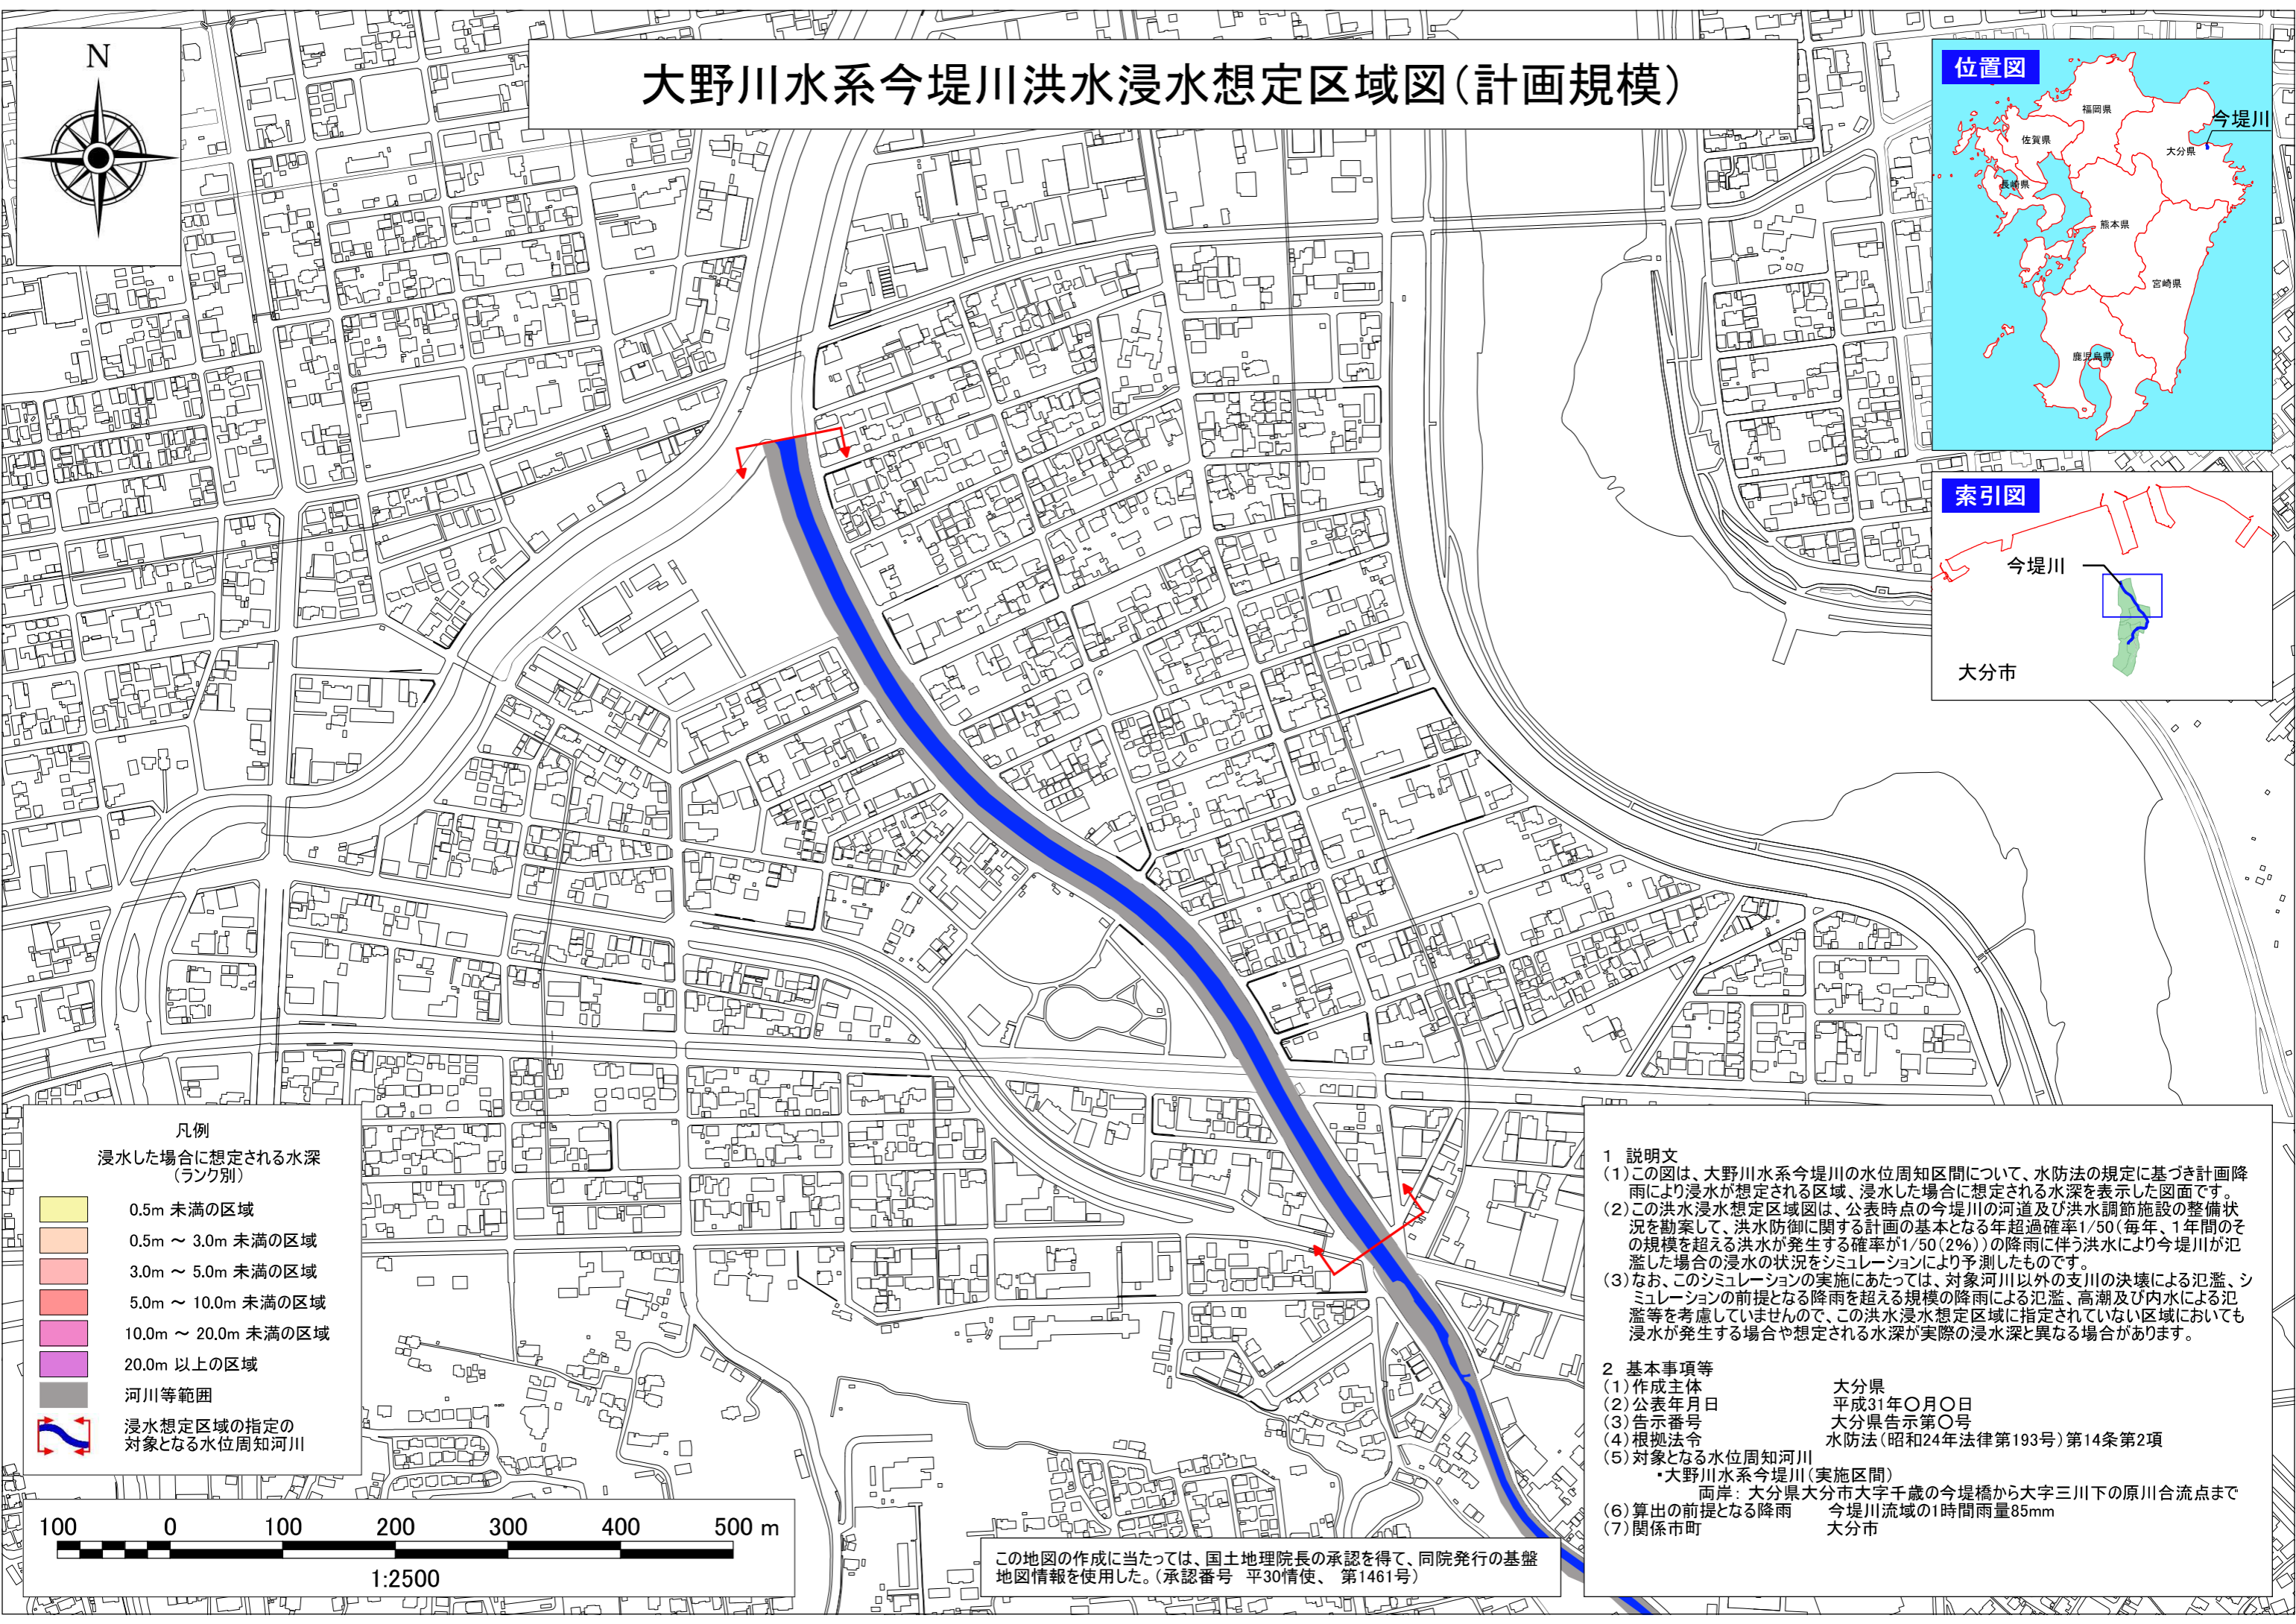 N
大野川水系今堤川洪水浸水想定区域図(計画規模)
位置図
福岡県
今堤川
佐賀県
大分県
長崎県
熊本県
宮崎県
鹿児島県
索引図
今堤川
大分市
凡例
浸水した場合に想定される水深
(ランク別)
0.5m 未満の区域
0.5m ～ 3.0m 未満の区域
3.0m ～ 5.0m 未満の区域
5.0m ～ 10.0m 未満の区域
10.0m ～ 20.0m 未満の区域
20.0m 以上の区域
河川等範囲
浸水想定区域の指定の
対象となる水位周知河川
100 0 100 200 300 400 500 m
1:2500
この地図の作成に当たっては、国土地理院長の承認を得て、同院発行の基盤
地図情報を使用した。(承認番号 平30情使、 第1461号)
1 説明文
(1)この図は、大野川水系今堤川の水位周知区間について、水防法の規定に基づき計画降
雨により浸水が想定される区域、浸水した場合に想定される水深を表示した図面です。
(2)この洪水浸水想定区域図は、公表時点の今堤川の河道及び洪水調節施設の整備状
況を勘案して、洪水防御に関する計画の基本となる年超過確率1/50(毎年、1年間のそ
の規模を超える洪水が発生する確率が1/50(2%))の降雨に伴う洪水により今堤川が氾
濫した場合の浸水の状況をシミュレーションにより予測したものです。
(3)なお、このシミュレーションの実施にあたっては、対象河川以外の支川の決壊による氾濫、シ
ミュレーションの前提となる降雨を超える規模の降雨による氾濫、高潮及び内水による氾
濫等を考慮していませんので、この洪水浸水想定区域に指定されていない区域においても
浸水が発生する場合や想定される水深が実際の浸水深と異なる場合があります。
2 基本事項等
(1)作成主体 大分県
(2)公表年月日 平成31年〇月〇日
(3)告示番号 大分県告示第〇号
(4)根拠法令 水防法(昭和24年法律第193号)第14条第2項
(5)対象となる水位周知河川
・大野川水系今堤川(実施区間)
両岸: 大分県大分市大字千歳の今堤橋から大字三川下の原川合流点まで
(6)算出の前提となる降雨 今堤川流域の1時間雨量85mm
(7)関係市町 大分市